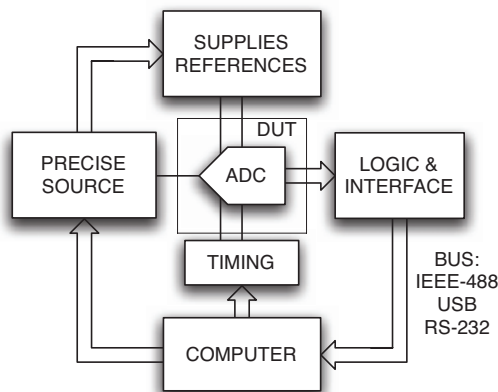 SUPPLIES
REFERENCES
DUT
PRECISE
SOURCE
ADC
LOGIC &
INTERFACE
TIMING
BUS:
IEEE-488
USB
RS-232
COMPUTER